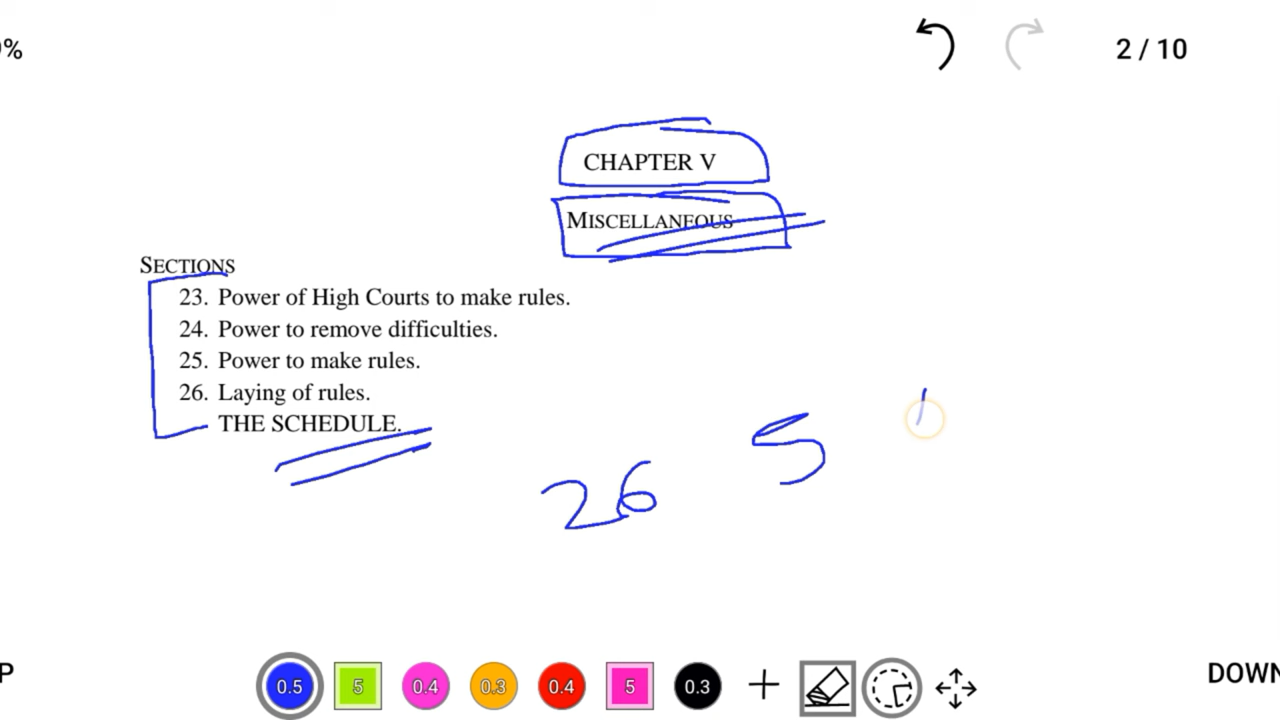 %
2 / 10
CHAPTER V
MISCELLANEOUS
SECTIONS
23. Power of High Courts to make rules.
24. Power to remove difficulties.
25. Power to make rules.
26. Laying of rules.
THE SCHEDULE.
26 5
P
DOWN
0.5 5 0.4 0.3 0.4 5 0.3